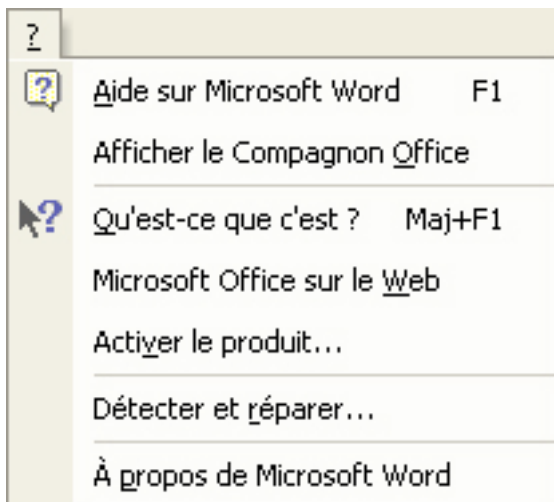 ?
Aide sur Microsoft Word F1
Afficher le Compagnon Office
Qu'est-ce que c'est ? Maj+F1
Microsoft Office sur le Web
Activer le produit...
Détecter et réparer...
À propos de Microsoft Word